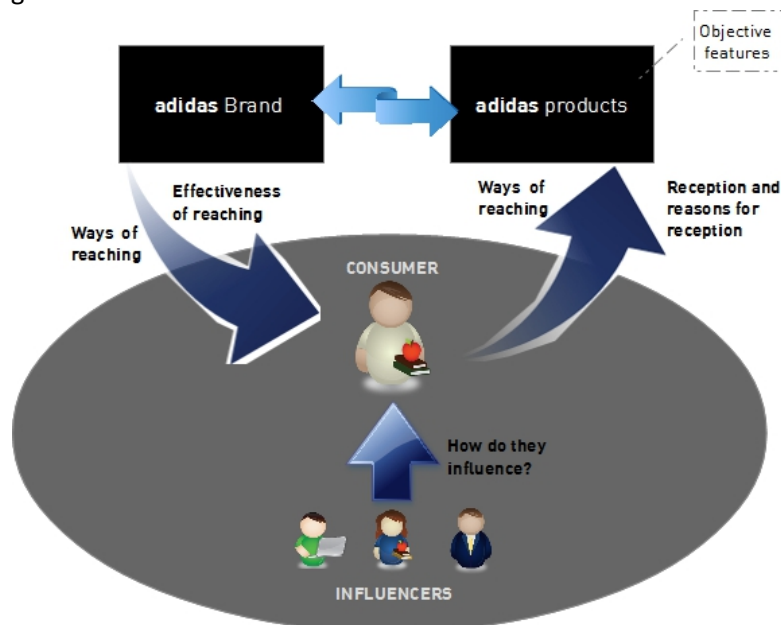 g
Objective
features
adidas Brand
adidas products
Effectiveness
of reaching
Ways of
reaching
Ways of
reaching
Reception and
reasons for
reception
CONSUMER
How do they
influence?
INFLUENCERS